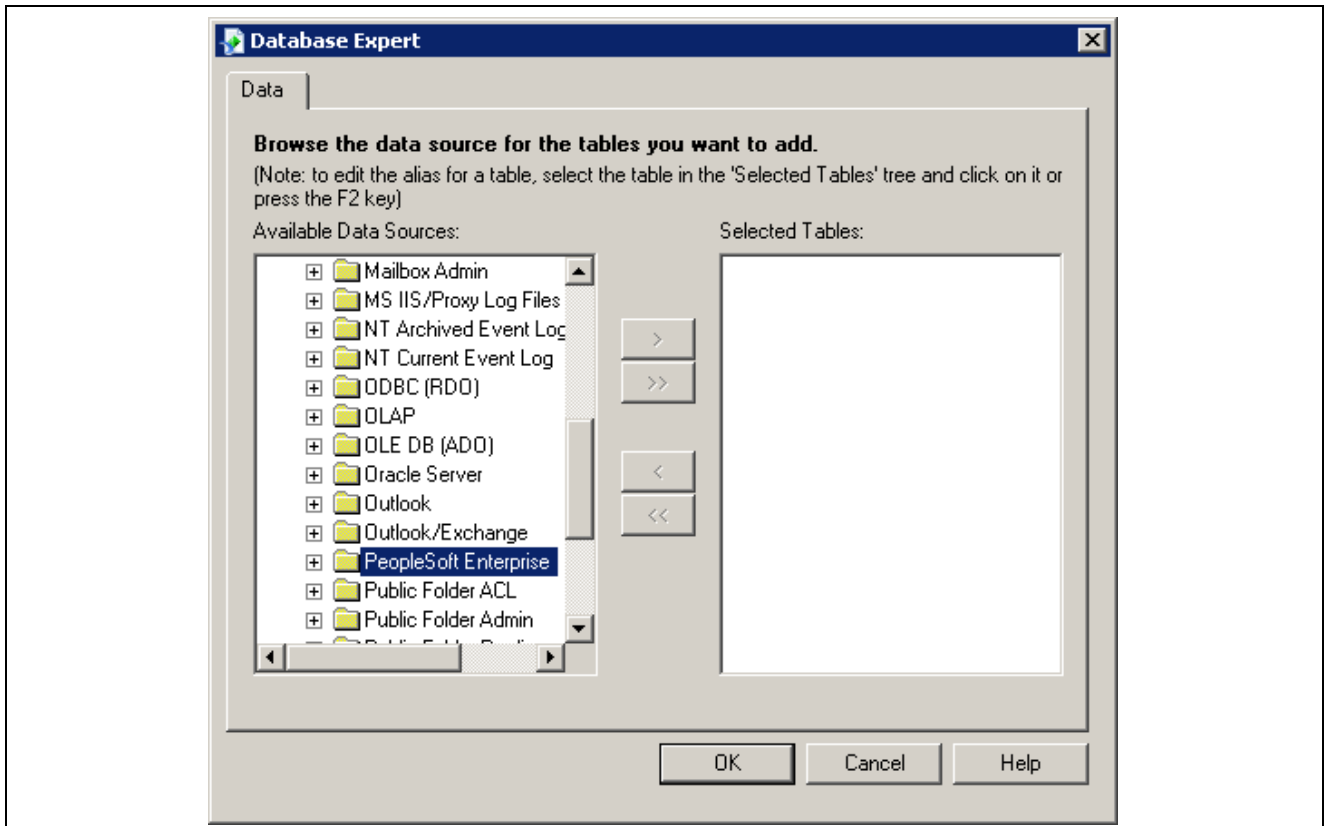 Database Expert
Data
Browse the data source for the tables you want to add.
(Note: to edit the alias for a table, select the table in the 'Selected Tables' tree and click on it or
press the F2 key)
Available Data Sources:
Selected Tables:
Mailbox Admin
MS IIS/Proxy Log Files
NT Archived Event Log
NT Current Event Log
ODBC (RDO)
OLAP
OLE DB (ADO)
Oracle Server
Outlook
Outlook/Exchange
PeopleSoft Enterprise
Public Folder ACL
Public Folder Admin
>
>>
<
<<
OK
Cancel
Help